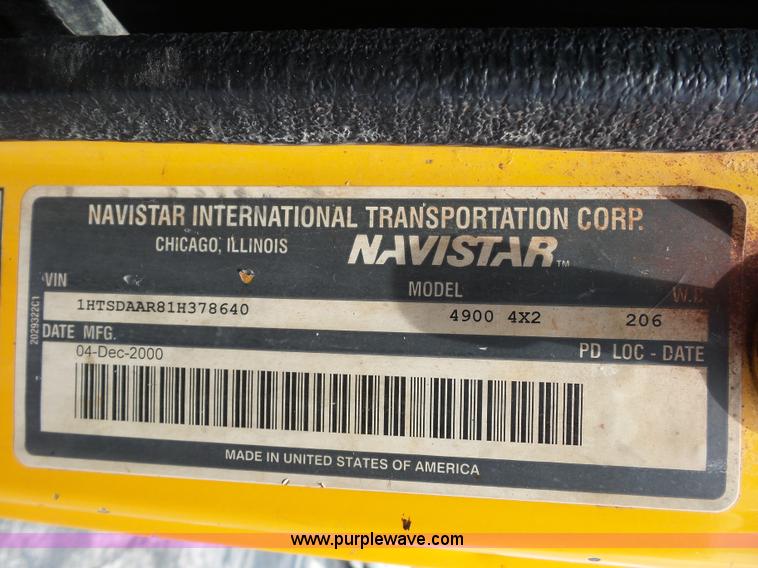 NAVISTAR INTERNATIONAL TRANSPORTATION CORP.
CHICAGO, ILLINOIS NAVISTAR™
VIN MODEL W.B.
1HTSDAAR81H378640 4900 4X2 206
DATE MFG. PD LOC - DATE
04-Dec-2000
MADE IN UNITED STATES OF AMERICA
2029322C1
www.purplewave.com